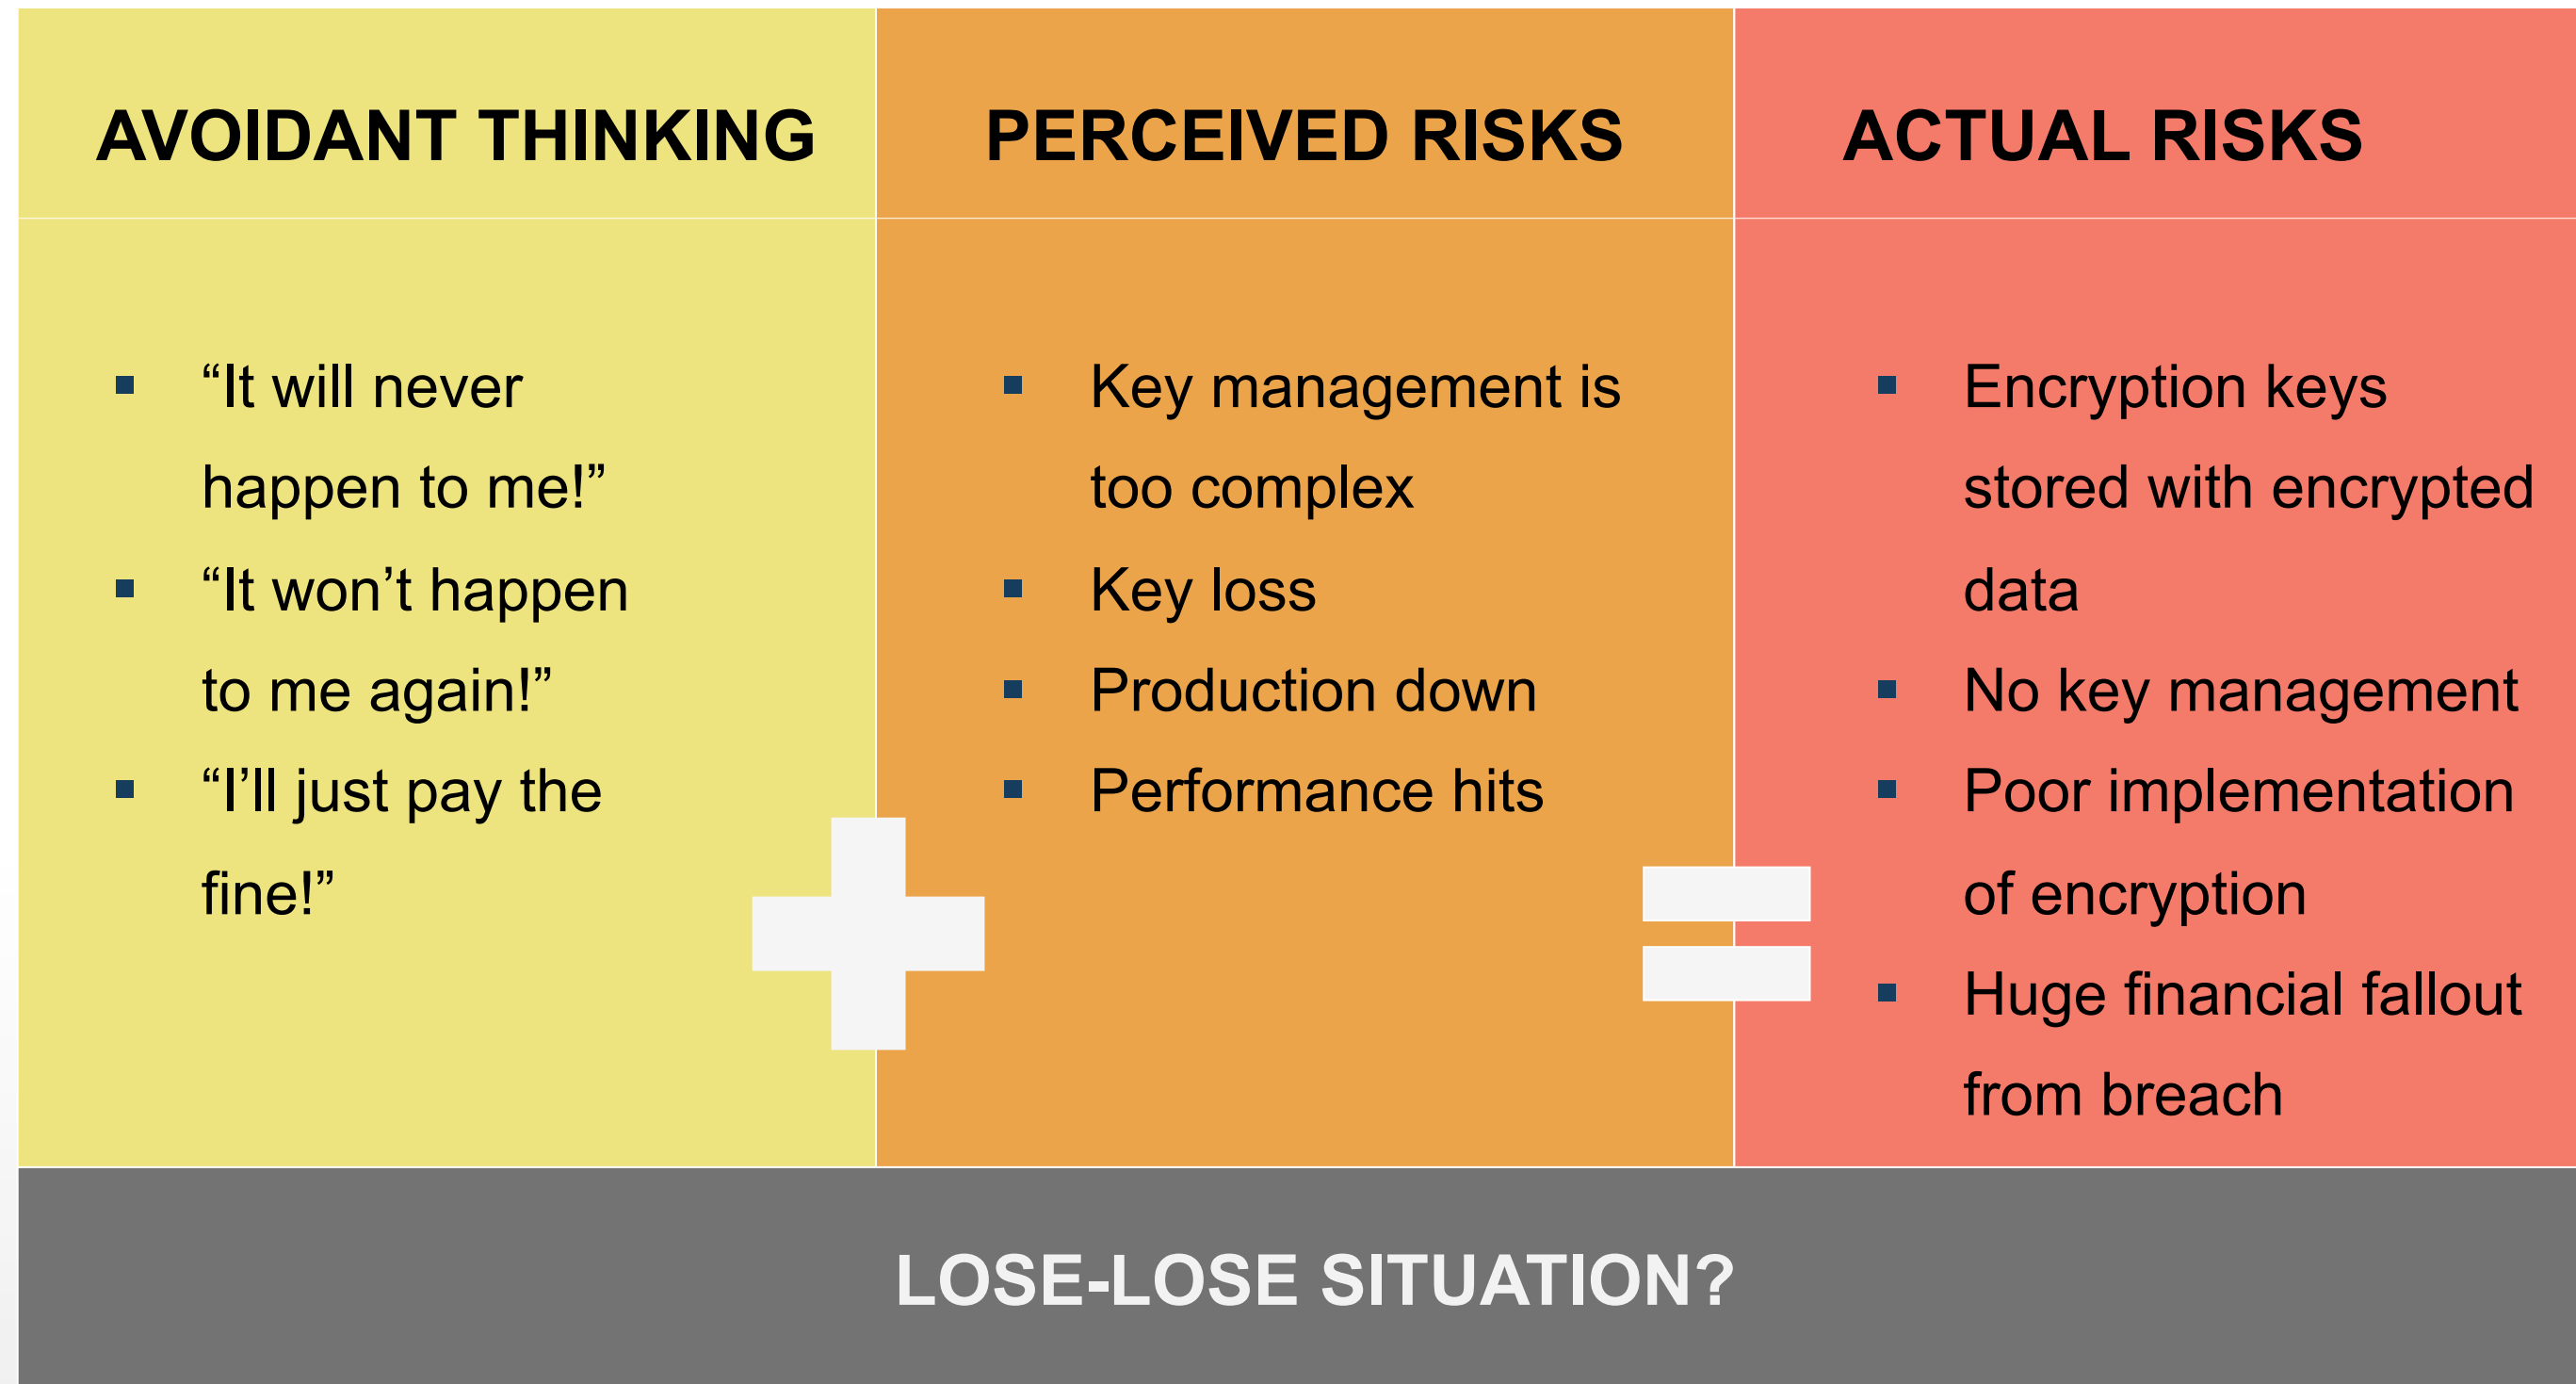 AVOIDANT THINKING
▪ “It will never
happen to me!”
▪ “It won’t happen
to me again!”
▪ “I’ll just pay the
fine!”
PERCEIVED RISKS
▪ Key management is
too complex
▪ Key loss
▪ Production down
▪ Performance hits
ACTUAL RISKS
▪ Encryption keys
stored with encrypted
data
▪ No key management
▪ Poor implementation
of encryption
▪ Huge financial fallout
from breach
LOSE-LOSE SITUATION?